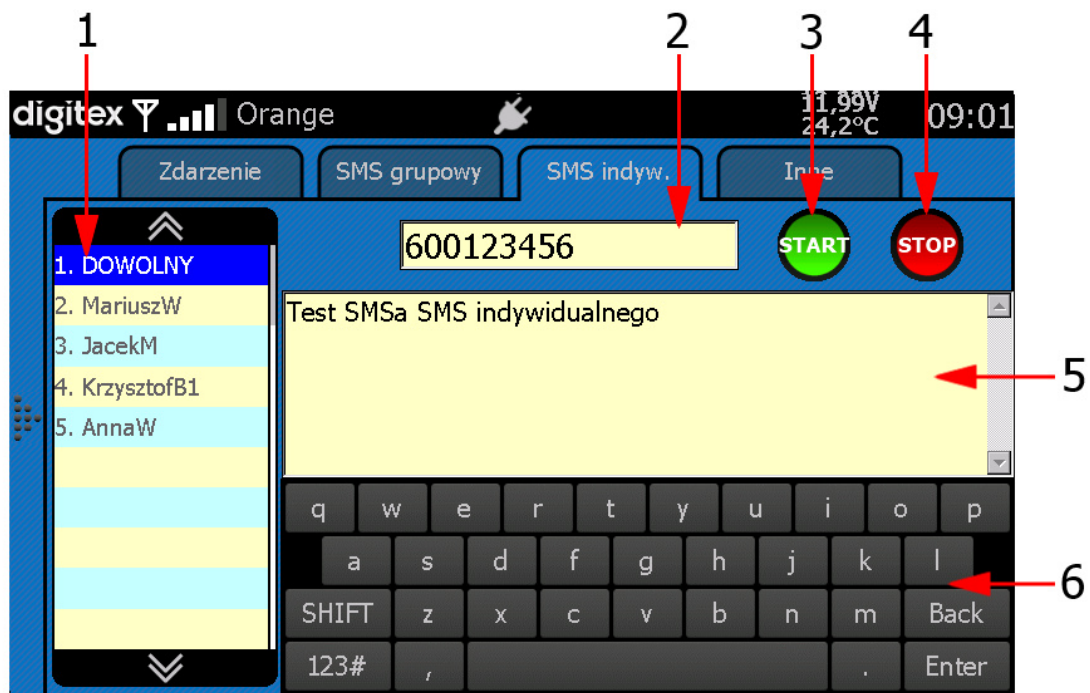 1 2 3 4
digitex Orange 11,99V 09:01
24,2°C
Zdarzenie SMS grupowy SMS indyw. Inne
600123456 START STOP
1. DOWOLNY
2. MariuszW
3. JacekM
4. KrzysztofB1
5. AnnaW
Test SMSa SMS indywidualnego
5
q w e r t y u i o p
a s d f g h j k l
6
SHIFT z x c v b n m Back
123# , . Enter